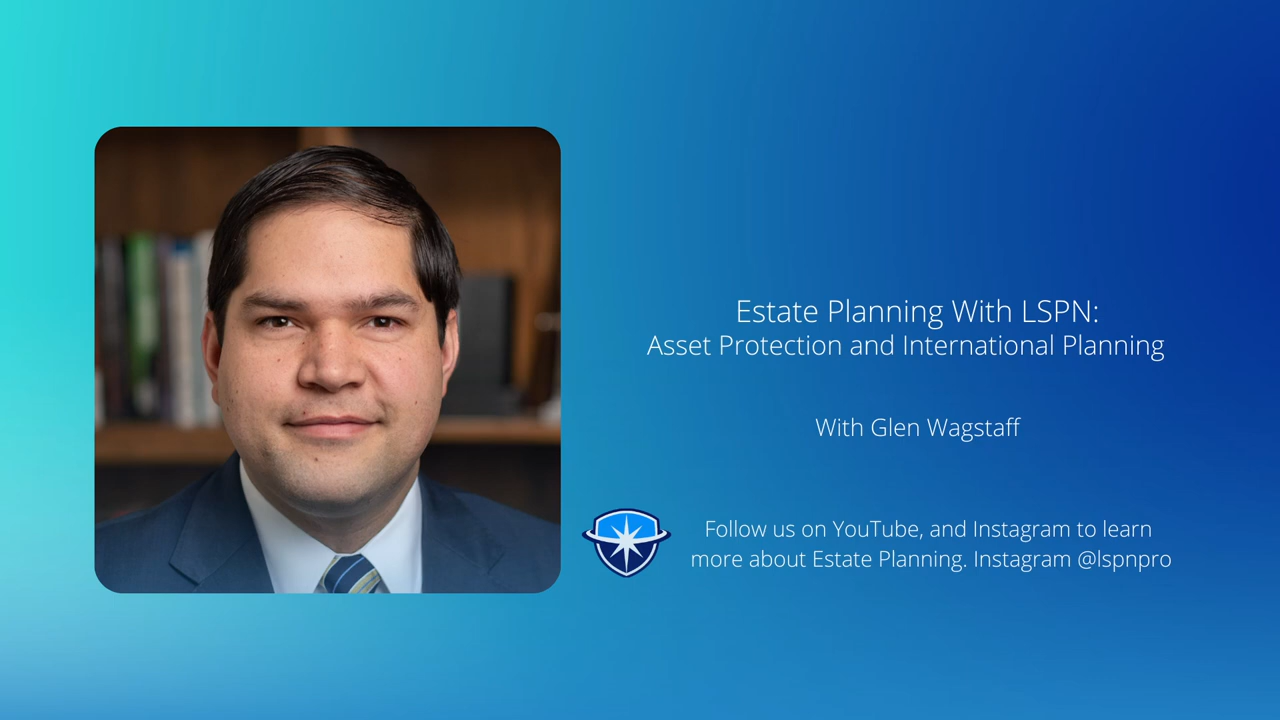 Estate Planning With LSPN:
Asset Protection and International Planning
With Glen Wagstaff
Follow us on YouTube, and Instagram to learn
more about Estate Planning. Instagram @lspnpro